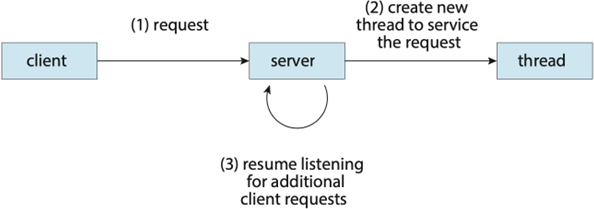 (1) request
(2) create new
thread to service
the request
client
server
thread
(3) resume listening
for additional
client requests